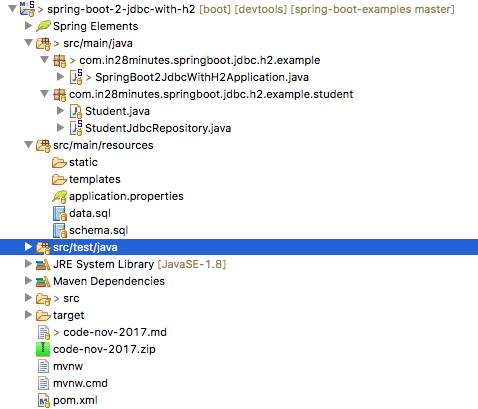 > spring-boot-2-jdbc-with-h2 [boot] [devtools] [spring-boot-examples master]
Spring Elements
> src/main/java
> com.in28minutes.springboot.jdbc.h2.example
> SpringBoot2JdbcWithH2Application.java
com.in28minutes.springboot.jdbc.h2.example.student
Student.java
StudentJdbcRepository.java
src/main/resources
static
templates
application.properties
data.sql
schema.sql
src/test/java
JRE System Library [JavaSE-1.8]
Maven Dependencies
> src
target
> code-nov-2017.md
code-nov-2017.zip
mvnw
mvnw.cmd
pom.xml